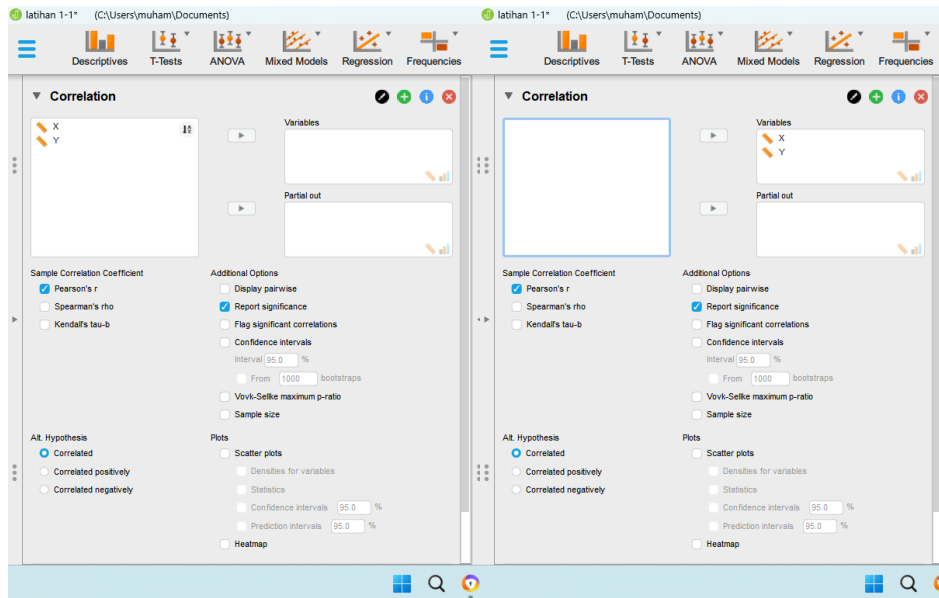 latihan 1-1* (C:\Users\muham\Documents)
Descriptives T-Tests ANOVA Mixed Models Regression Frequencies
Correlation
X
Y
Variables
Partial out
Sample Correlation Coefficient
Pearson's r
Spearman's rho
Kendall's tau-b
Additional Options
Display pairwise
Report significance
Flag significant correlations
Confidence intervals
Interval 95.0 %
From 1000 bootstraps
Vovk-Sellke maximum p-ratio
Sample size
Alt. Hypothesis
Correlated
Correlated positively
Correlated negatively
Plots
Scatter plots
Densities for variables
Statistics
Confidence intervals 95.0 %
Prediction intervals 95.0 %
Heatmap
latihan 1-1* (C:\Users\muham\Documents)
Descriptives T-Tests ANOVA Mixed Models Regression Frequencies
Correlation
Variables
X
Y
Partial out
Sample Correlation Coefficient
Pearson's r
Spearman's rho
Kendall's tau-b
Additional Options
Display pairwise
Report significance
Flag significant correlations
Confidence intervals
Interval 95.0 %
From 1000 bootstraps
Vovk-Sellke maximum p-ratio
Sample size
Alt. Hypothesis
Correlated
Correlated positively
Correlated negatively
Plots
Scatter plots
Densities for variables
Statistics
Confidence intervals 95.0 %
Prediction intervals 95.0 %
Heatmap